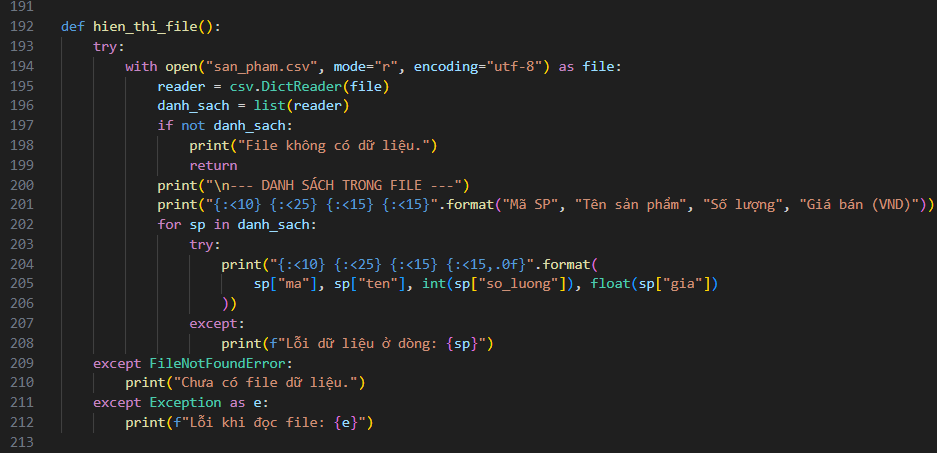 191
192 def hien_thi_file():
193     try:
194         with open("san_pham.csv", mode="r", encoding="utf-8") as file:
195             reader = csv.DictReader(file)
196             danh_sach = list(reader)
197             if not danh_sach:
198                 print("File không có dữ liệu.")
199                 return
200             print("\n--- DANH SÁCH TRONG FILE ---")
201             print("{:<10} {:<25} {:<15} {:<15}".format("Mã SP", "Tên sản phẩm", "Số lượng", "Giá bán (VND)"))
202             for sp in danh_sach:
203                 try:
204                     print("{:<10} {:<25} {:<15} {:<15,.0f}".format(
205                         sp["ma"], sp["ten"], int(sp["so_luong"]), float(sp["gia"])
206                     ))
207                 except:
208                     print(f"Lỗi dữ liệu ở dòng: {sp}")
209     except FileNotFoundError:
210         print("Chưa có file dữ liệu.")
211     except Exception as e:
212         print(f"Lỗi khi đọc file: {e}")
213